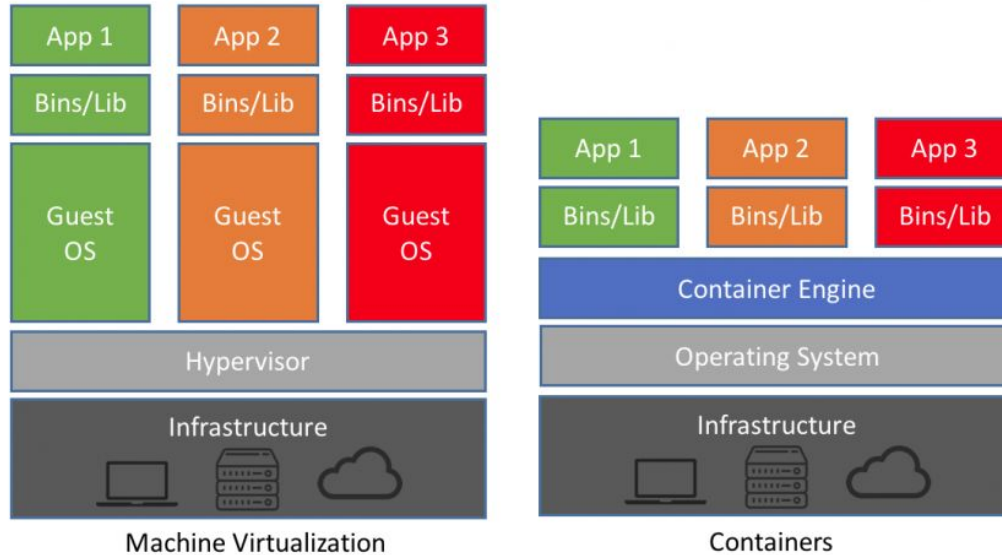 App 1
App 2
App 3
Bins/Lib
Bins/Lib
Bins/Lib
Guest
OS
Guest
OS
Guest
OS
Hypervisor
Infrastructure
Machine Virtualization
App 1
App 2
App 3
Bins/Lib
Bins/Lib
Bins/Lib
Container Engine
Operating System
Infrastructure
Containers